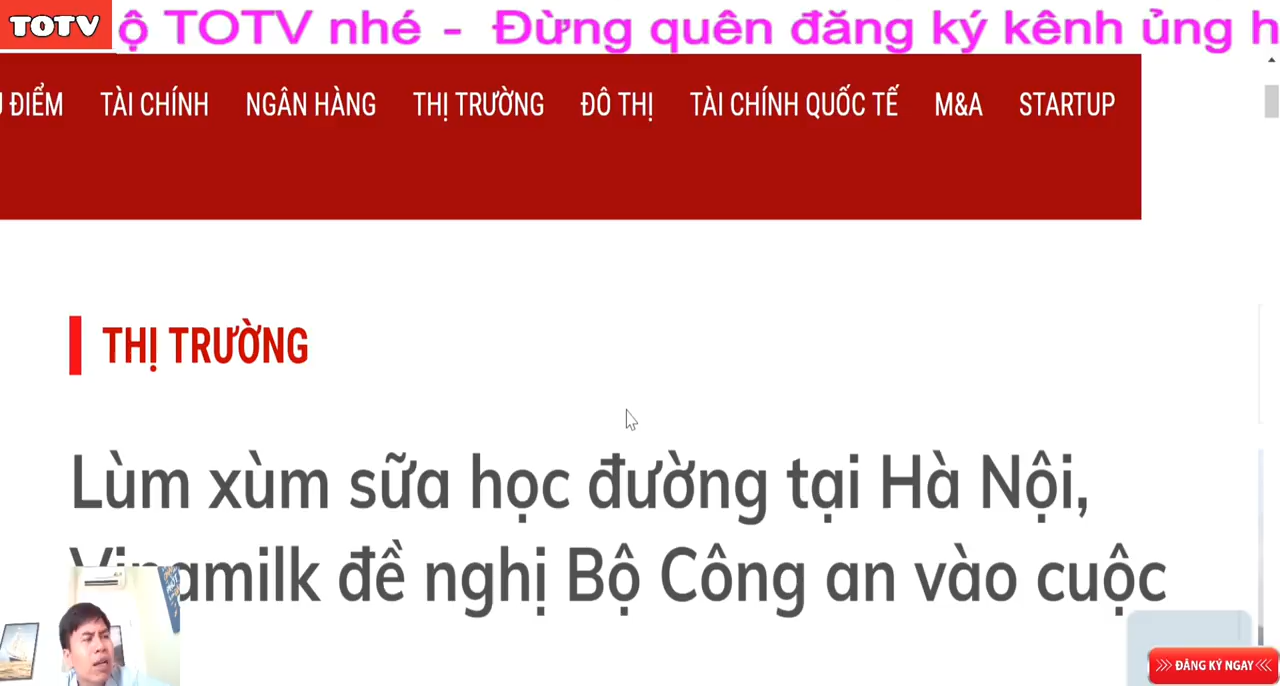 TOTV
ộ TOTV nhé - Đừng quên đăng ký kênh ủng h
ĐIỂM TÀI CHÍNH NGÂN HÀNG THỊ TRƯỜNG ĐÔ THỊ TÀI CHÍNH QUỐC TẾ M&A STARTUP
THỊ TRƯỜNG
Lùm xùm sữa học đường tại Hà Nội,
Vinamilk đề nghị Bộ Công an vào cuộc
ĐĂNG KÝ NGAY